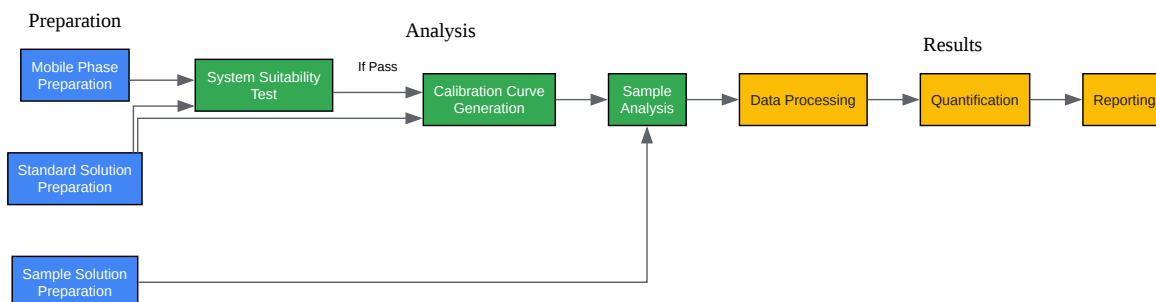 Preparation
Analysis
Results
Mobile Phase
Preparation
System Suitability
Test
If Pass
Calibration Curve
Generation
Sample
Analysis
Data Processing
Quantification
Reporting
Standard Solution
Preparation
Sample Solution
Preparation